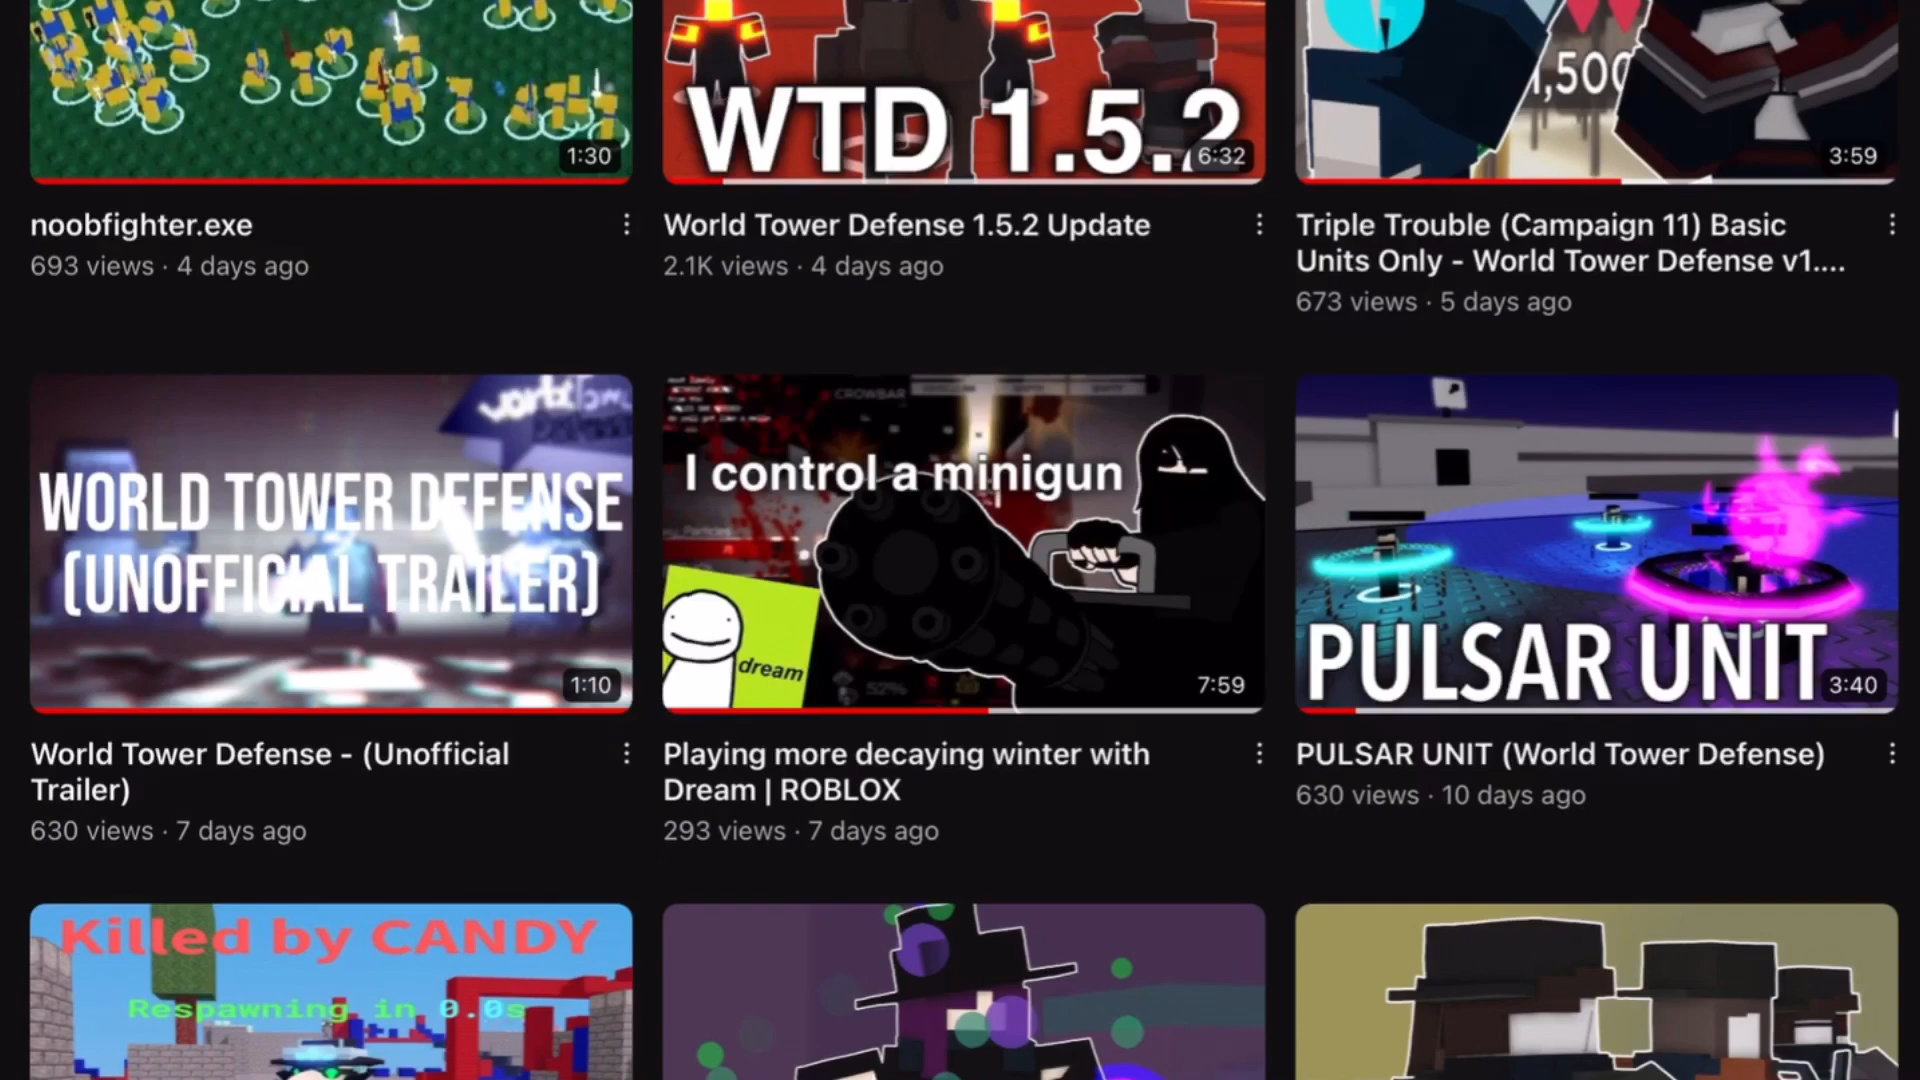 1:30
WTD 1.5.2
6:32
1,500
3:59
noobfighter.exe
693 views · 4 days ago
World Tower Defense 1.5.2 Update
2.1K views · 4 days ago
Triple Trouble (Campaign 11) Basic
Units Only - World Tower Defense v1....
673 views · 5 days ago
WORLD TOWER DEFENSE
(UNOFFICIAL TRAILER)
1:10
CROWBAR
I control a minigun
dream
52%
7:59
PULSAR UNIT
3:40
World Tower Defense - (Unofficial
Trailer)
630 views · 7 days ago
Playing more decaying winter with
Dream | ROBLOX
293 views · 7 days ago
PULSAR UNIT (World Tower Defense)
630 views · 10 days ago
Killed by CANDY
Respawning in 0.0s